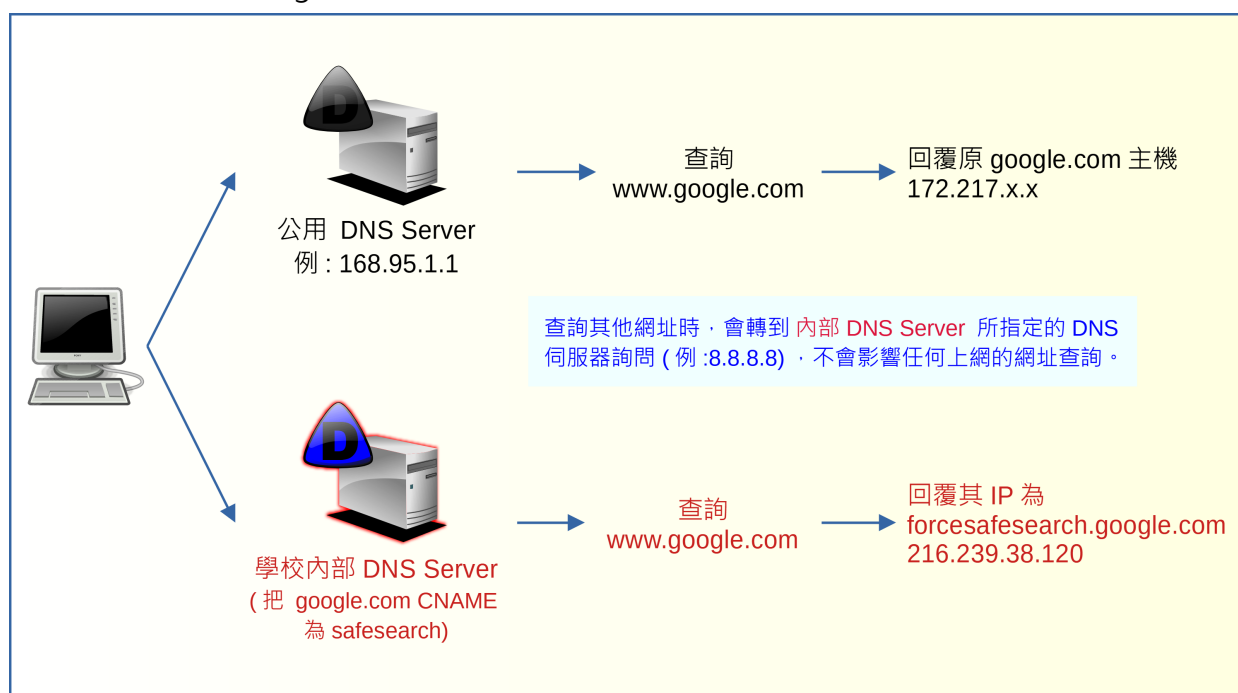 g
D
查詢
www.google.com
回覆原 google.com 主機
172.217.x.x
公用 DNS Server
例 : 168.95.1.1
查詢其他網址時，會轉到 內部 DNS Server 所指定的 DNS
伺服器詢問 ( 例 :8.8.8.8) ，不會影響任何上網的網址查詢。
D
查詢
www.google.com
回覆其 IP 為
forcesafesearch.google.com
216.239.38.120
學校內部 DNS Server
( 把 google.com CNAME
為 safesearch)